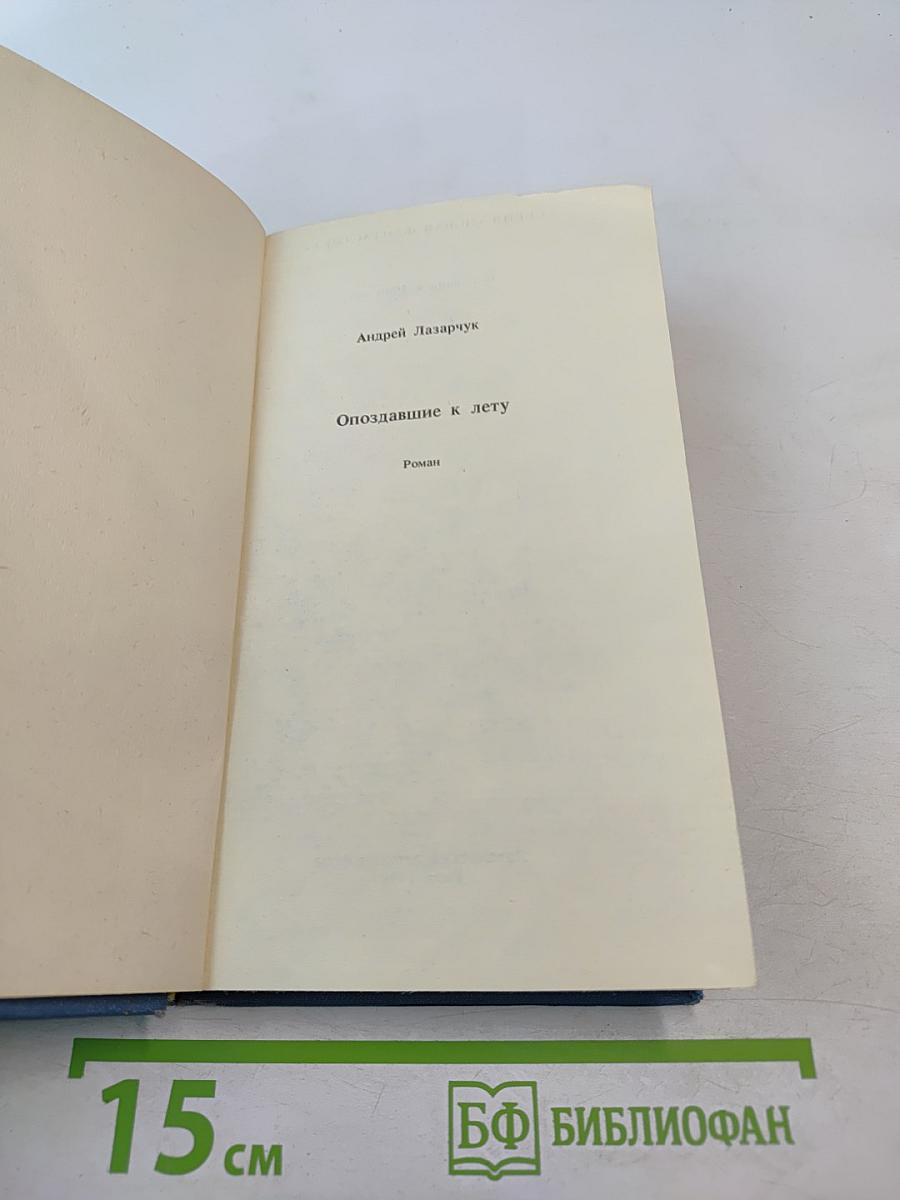 Андрей Лазарчук
Опоздавшие к лету
Роман
15 см
БФ БИБЛИОФАН